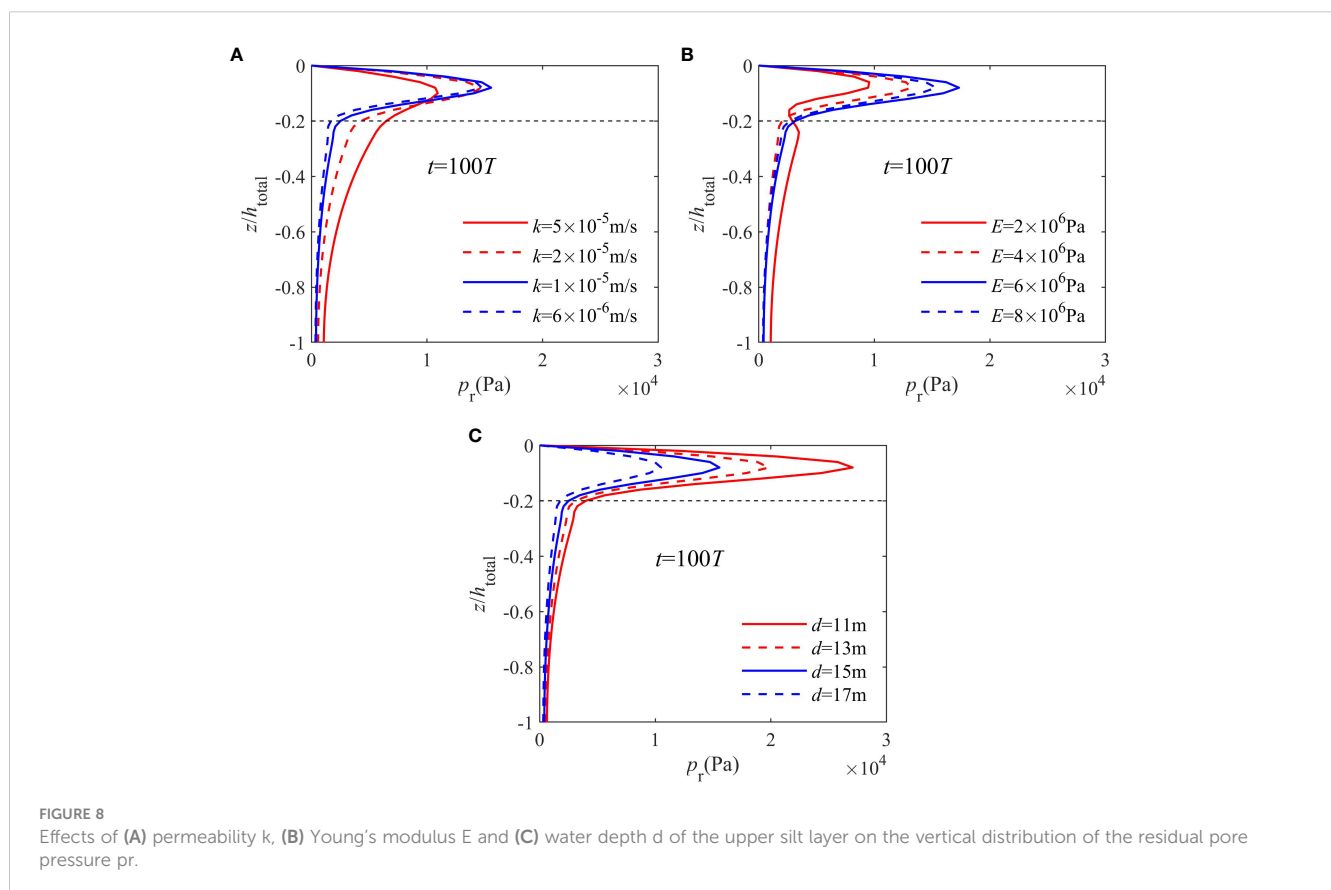 A
0
-0.2
-0.4
-0.6
-0.8
-1
z/h_total
t=100T
k=5×10^-5m/s
k=2×10^-5m/s
k=1×10^-5m/s
k=6×10^-6m/s
0 1 2 3
p_r(Pa) ×10^4
B
0
-0.2
-0.4
-0.6
-0.8
-1
z/h_total
t=100T
E=2×10^6Pa
E=4×10^6Pa
E=6×10^6Pa
E=8×10^6Pa
0 1 2 3
p_r(Pa) ×10^4
C
0
-0.2
-0.4
-0.6
-0.8
-1
z/h_total
t=100T
d=11m
d=13m
d=15m
d=17m
0 1 2 3
p_r(Pa) ×10^4
FIGURE 8
Effects of (A) permeability k, (B) Young's modulus E and (C) water depth d of the upper silt layer on the vertical distribution of the residual pore
pressure pr.